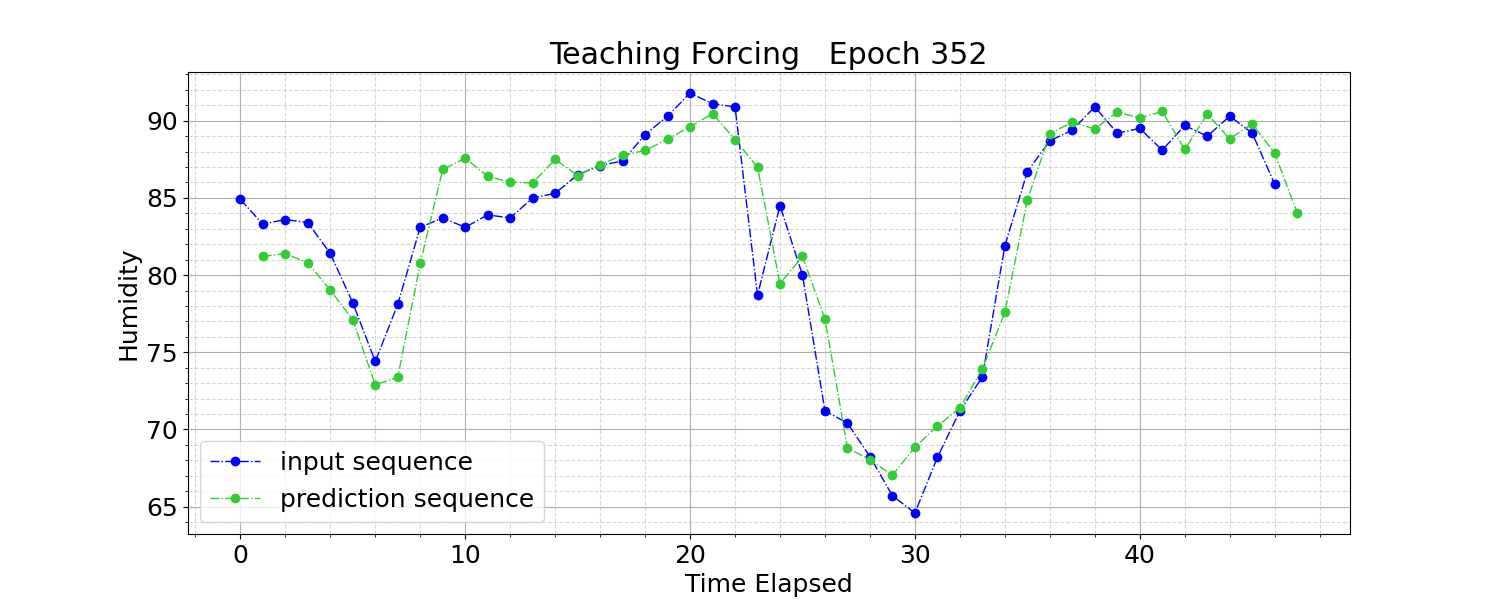 Teaching Forcing   Epoch 352
90
85
80
75
70
65
Humidity
input sequence
prediction sequence
0 10 20 30 40
Time Elapsed